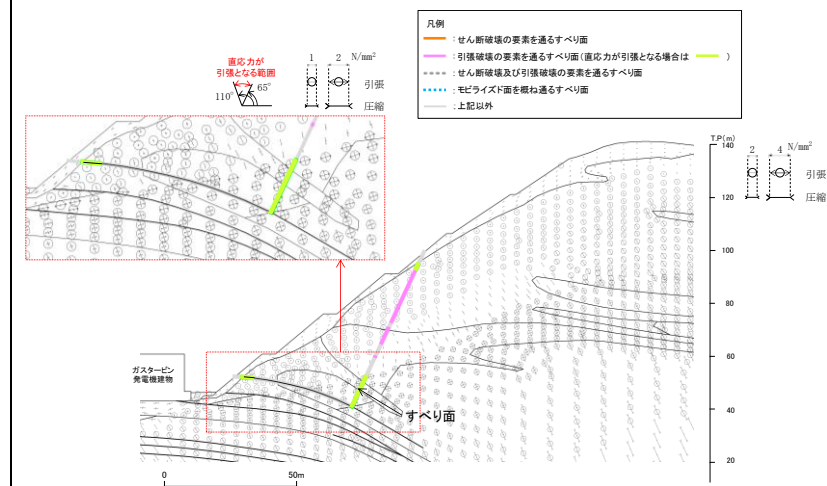 凡例
：せん断破壊の要素を通るすべり面
：引張破壊の要素を通るすべり面（直応力が引張となる場合は　　）
：せん断破壊及び引張破壊の要素を通るすべり面
：モビライズド面を概ね通るすべり面
：上記以外
直応力が
引張となる範囲
110°
65°
1 2 N/mm²
引張
圧縮
T.P(m)
140
120
100
80
60
40
20
2 4 N/mm²
引張
圧縮
ガスタービン
発電機建物
すべり面
0 50m